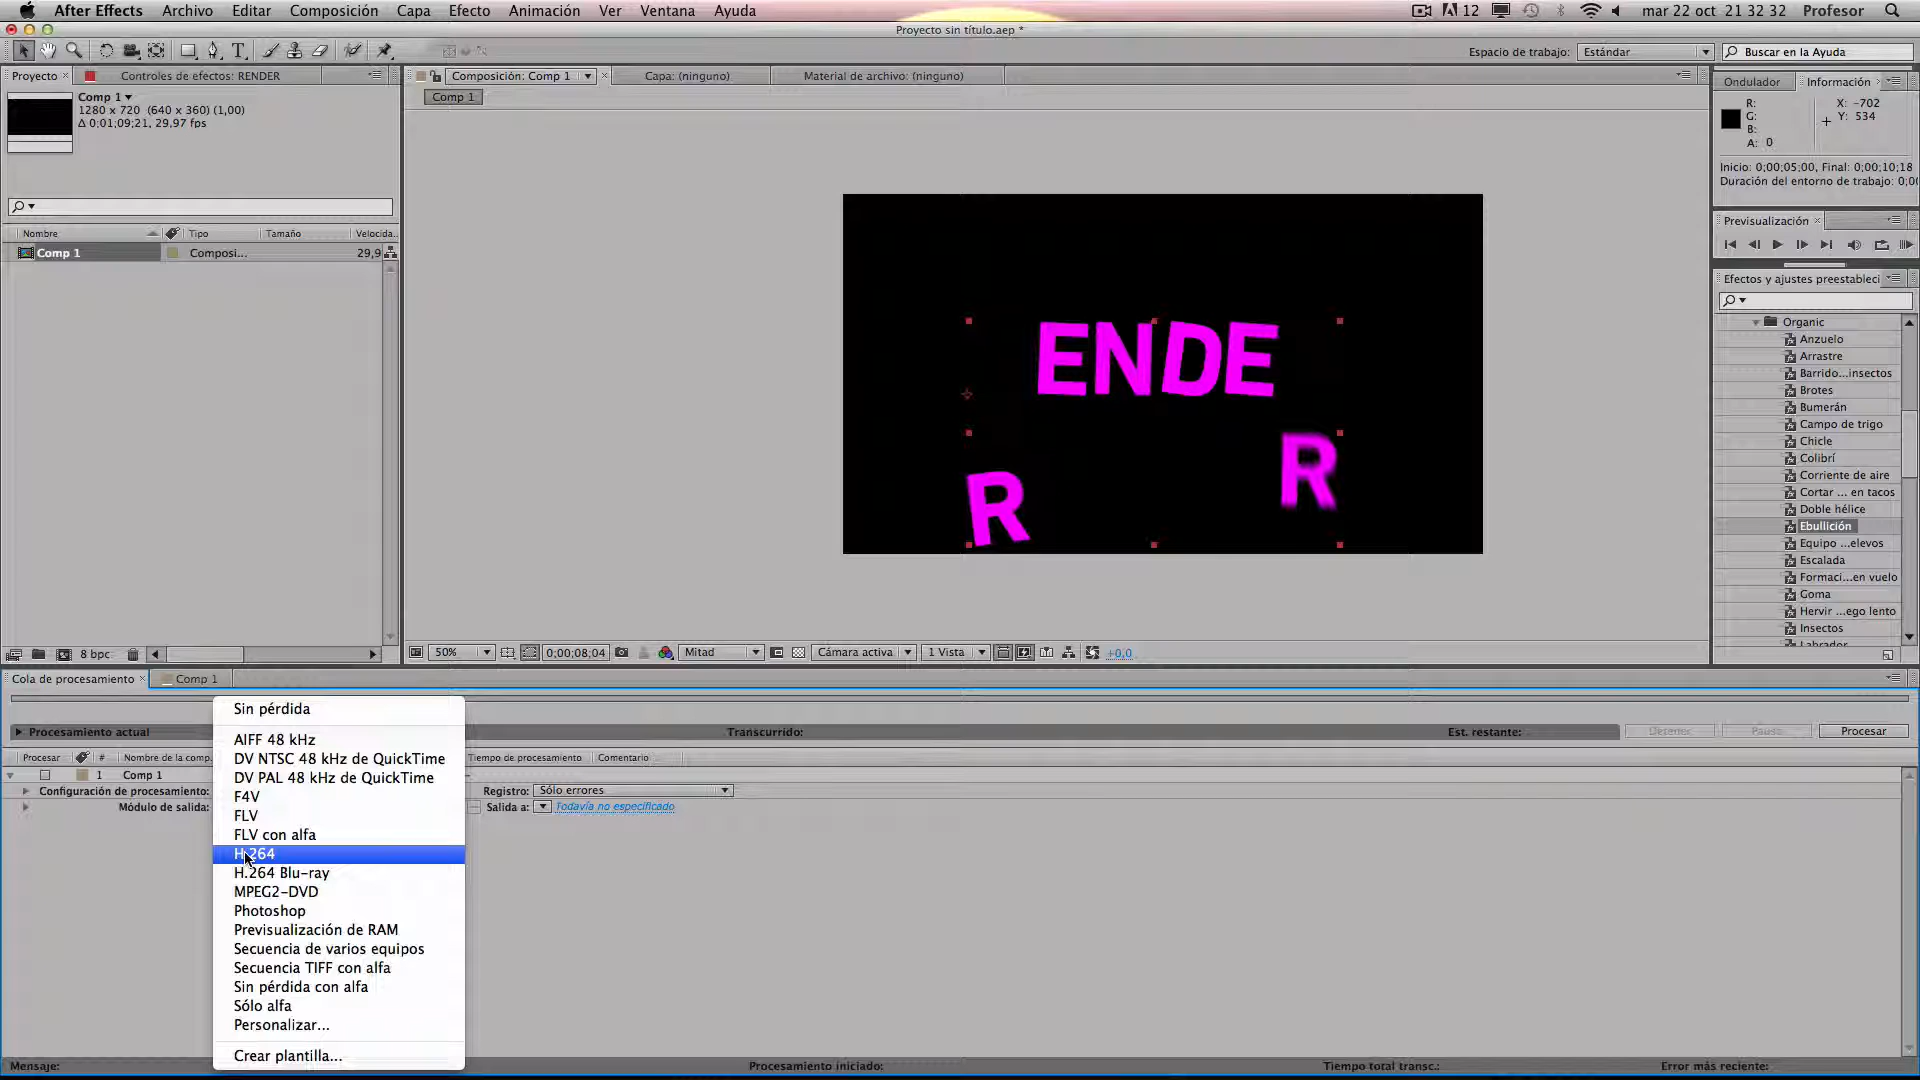 After Effects Archivo Editar Composición Capa Efecto Animación Ver Ventana Ayuda 12 mar 22 oct 21 32 32 Profesor
Proyecto sin título.aep *
T Espacio de trabajo: Estándar Buscar en la Ayuda
Proyecto × Controles de efectos: RENDER Composición: Comp 1 × Capa: (ninguno) Material de archivo: (ninguno) Ondulador Información ×
Comp 1
1280 x 720 (640 x 360) (1,00)
Δ 0;01;09;21, 29,97 fps
Comp 1
R:
G:
B:
A: 0
X: -702
Y: 534
Inicio: 0;00;05;00, Final: 0;00;10;18
Duración del entorno de trabajo: 0;0
Previsualización ×
Nombre Tipo Tamaño Velocida..
Comp 1 Composi... 29,9
Efectos y ajustes preestableci
Organic
Anzuelo
Arrastre
Barrido...insectos
Brotes
Bumerán
Campo de trigo
Chicle
Colibrí
Corriente de aire
Cortar ... en tacos
Doble hélice
Ebullición
Equipo ...elevos
Escalada
Formaci...en vuelo
Goma
Hervir ...ego lento
Insectos
Labrador
ENDE
R
R
8 bpc 50% 0;00;08;04 Mitad Cámara activa 1 Vista +0,0
Cola de procesamiento × Comp 1
Procesamiento actual Transcurrido: Est. restante: Detener Pausa Procesar
Procesar # Nombre de la comp. Tiempo de procesamiento Comentario
1 Comp 1
Configuración de procesamiento: Registro: Sólo errores
Módulo de salida: Salida a: Todavía no especificado
Sin pérdida
AIFF 48 kHz
DV NTSC 48 kHz de QuickTime
DV PAL 48 kHz de QuickTime
F4V
FLV
FLV con alfa
H.264
H.264 Blu-ray
MPEG2-DVD
Photoshop
Previsualización de RAM
Secuencia de varios equipos
Secuencia TIFF con alfa
Sin pérdida con alfa
Sólo alfa
Personalizar...
Crear plantilla...
Mensaje: Procesamiento iniciado: Tiempo total transc.: Error más reciente: